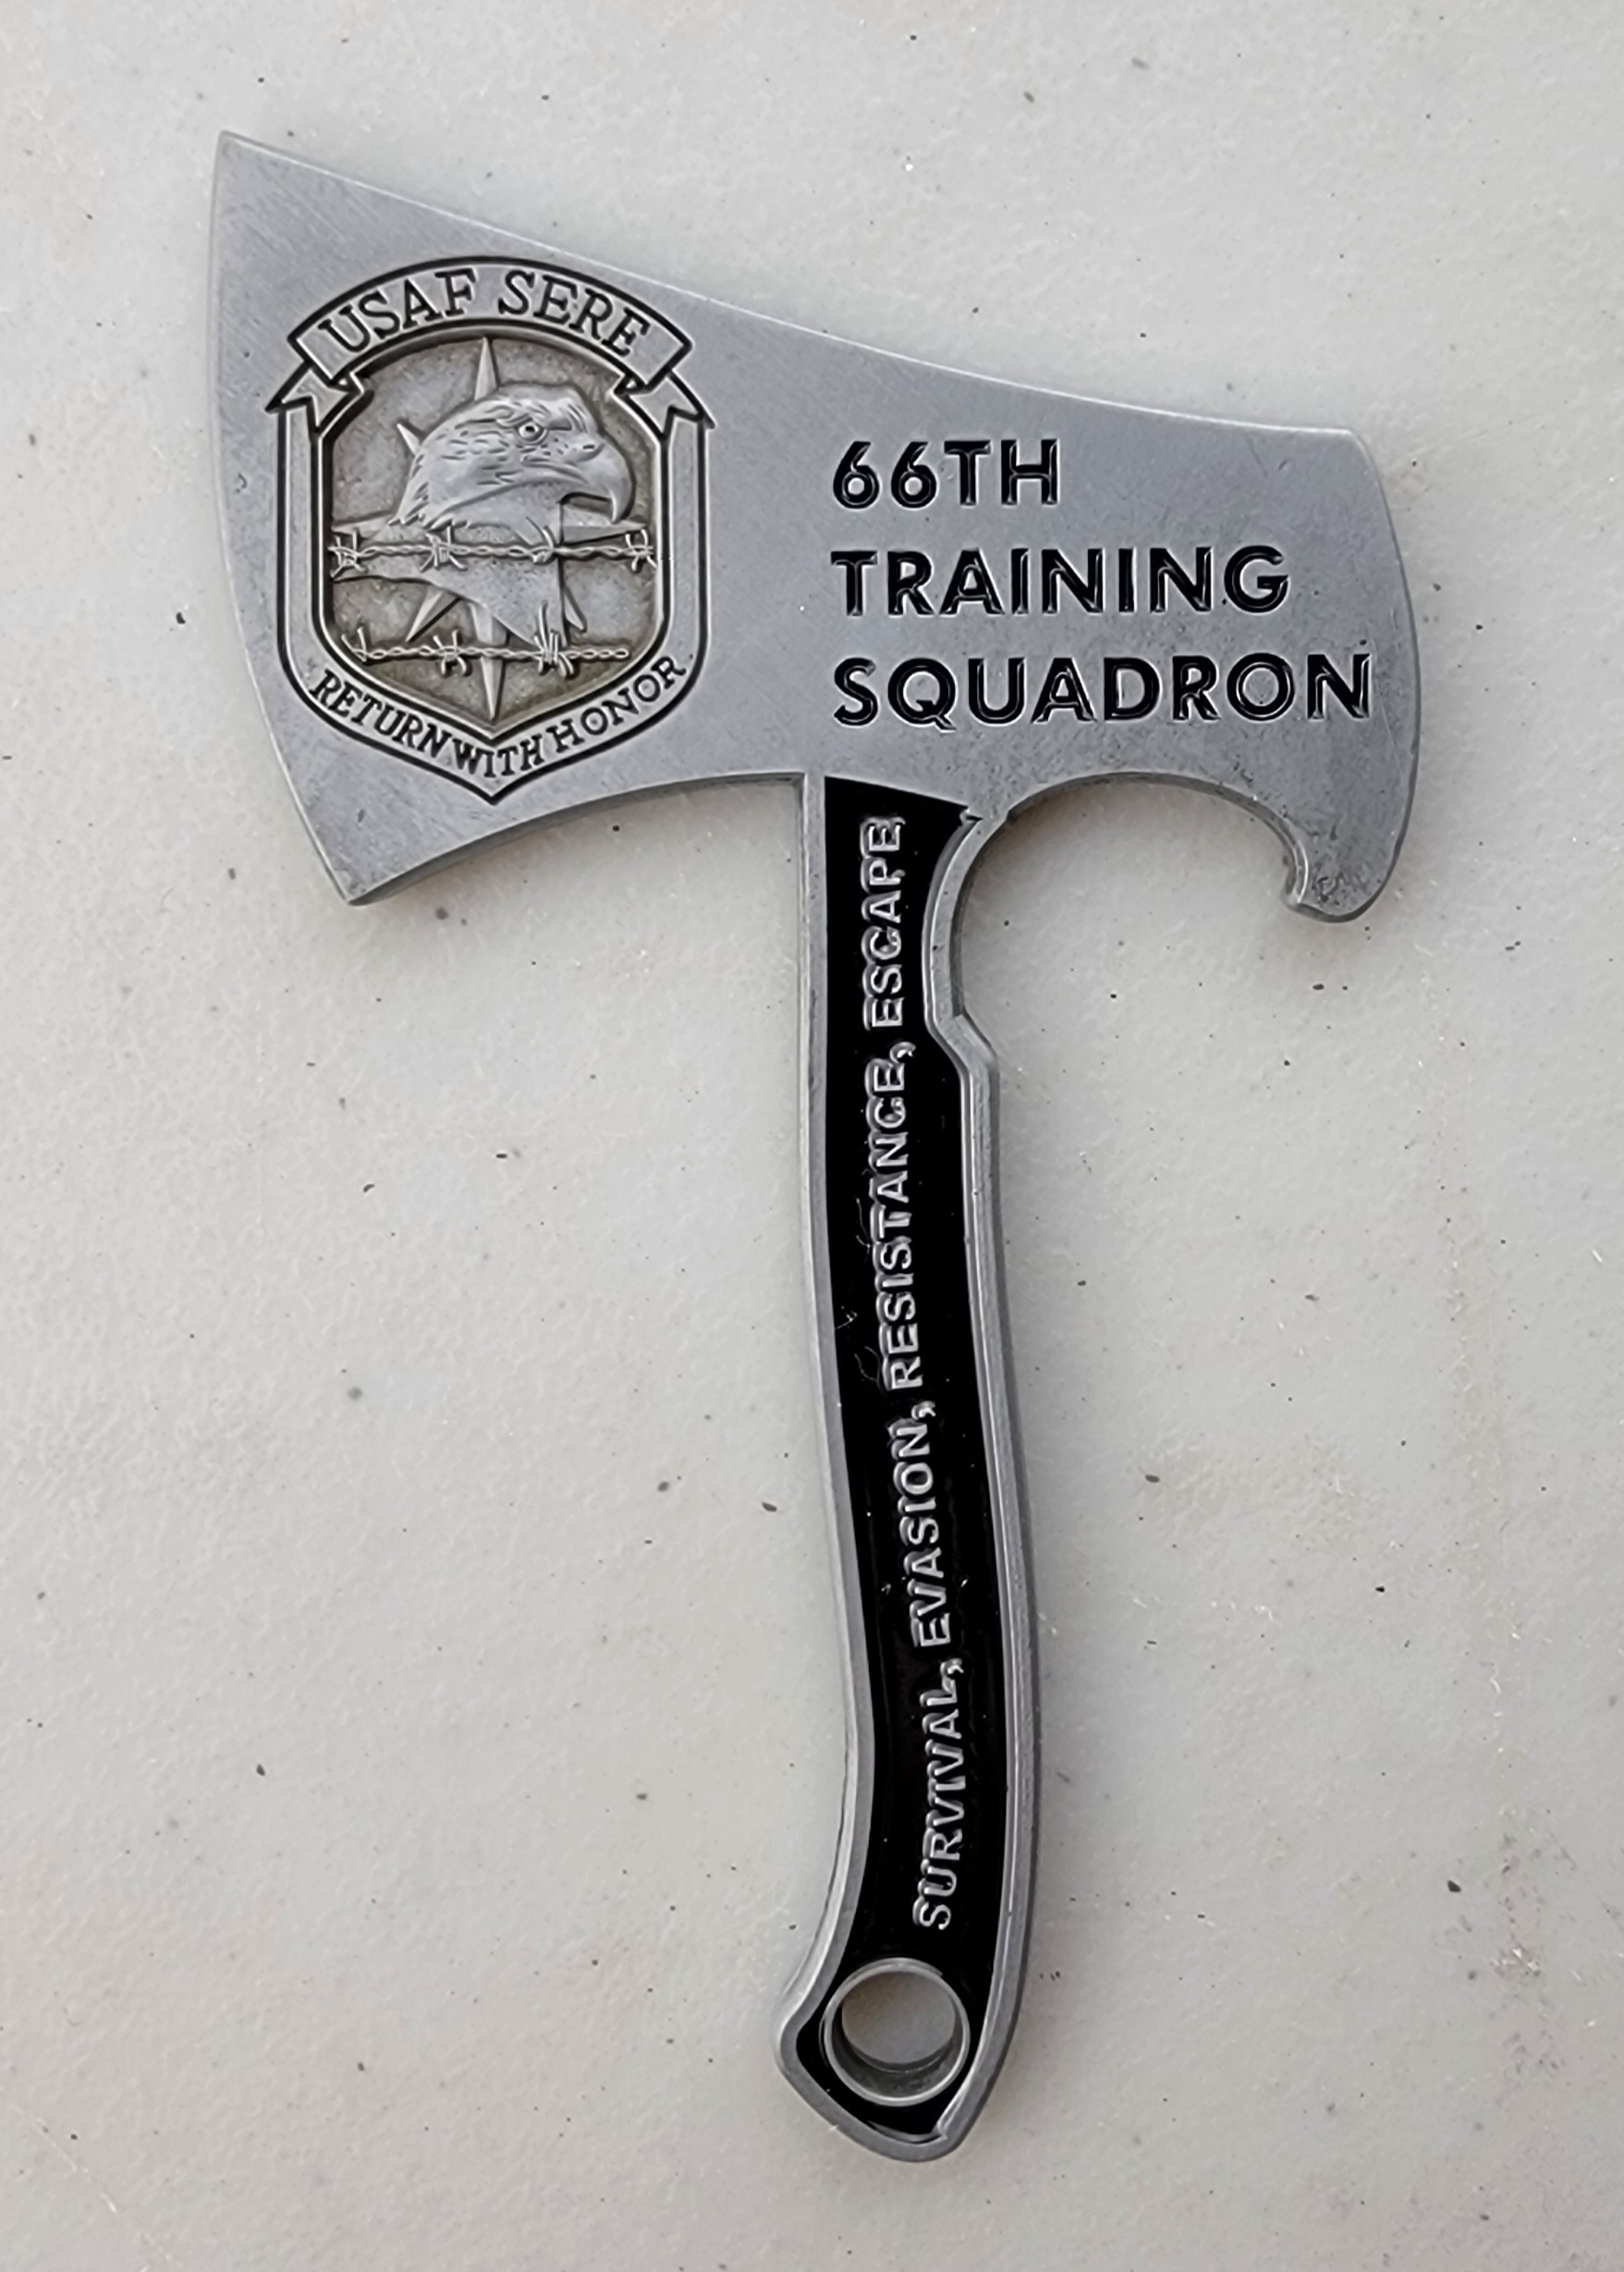 USAF SERE
RETURN WITH HONOR
66TH
TRAINING
SQUADRON
SURVIVAL, EVASION, RESISTANCE, ESCAPE